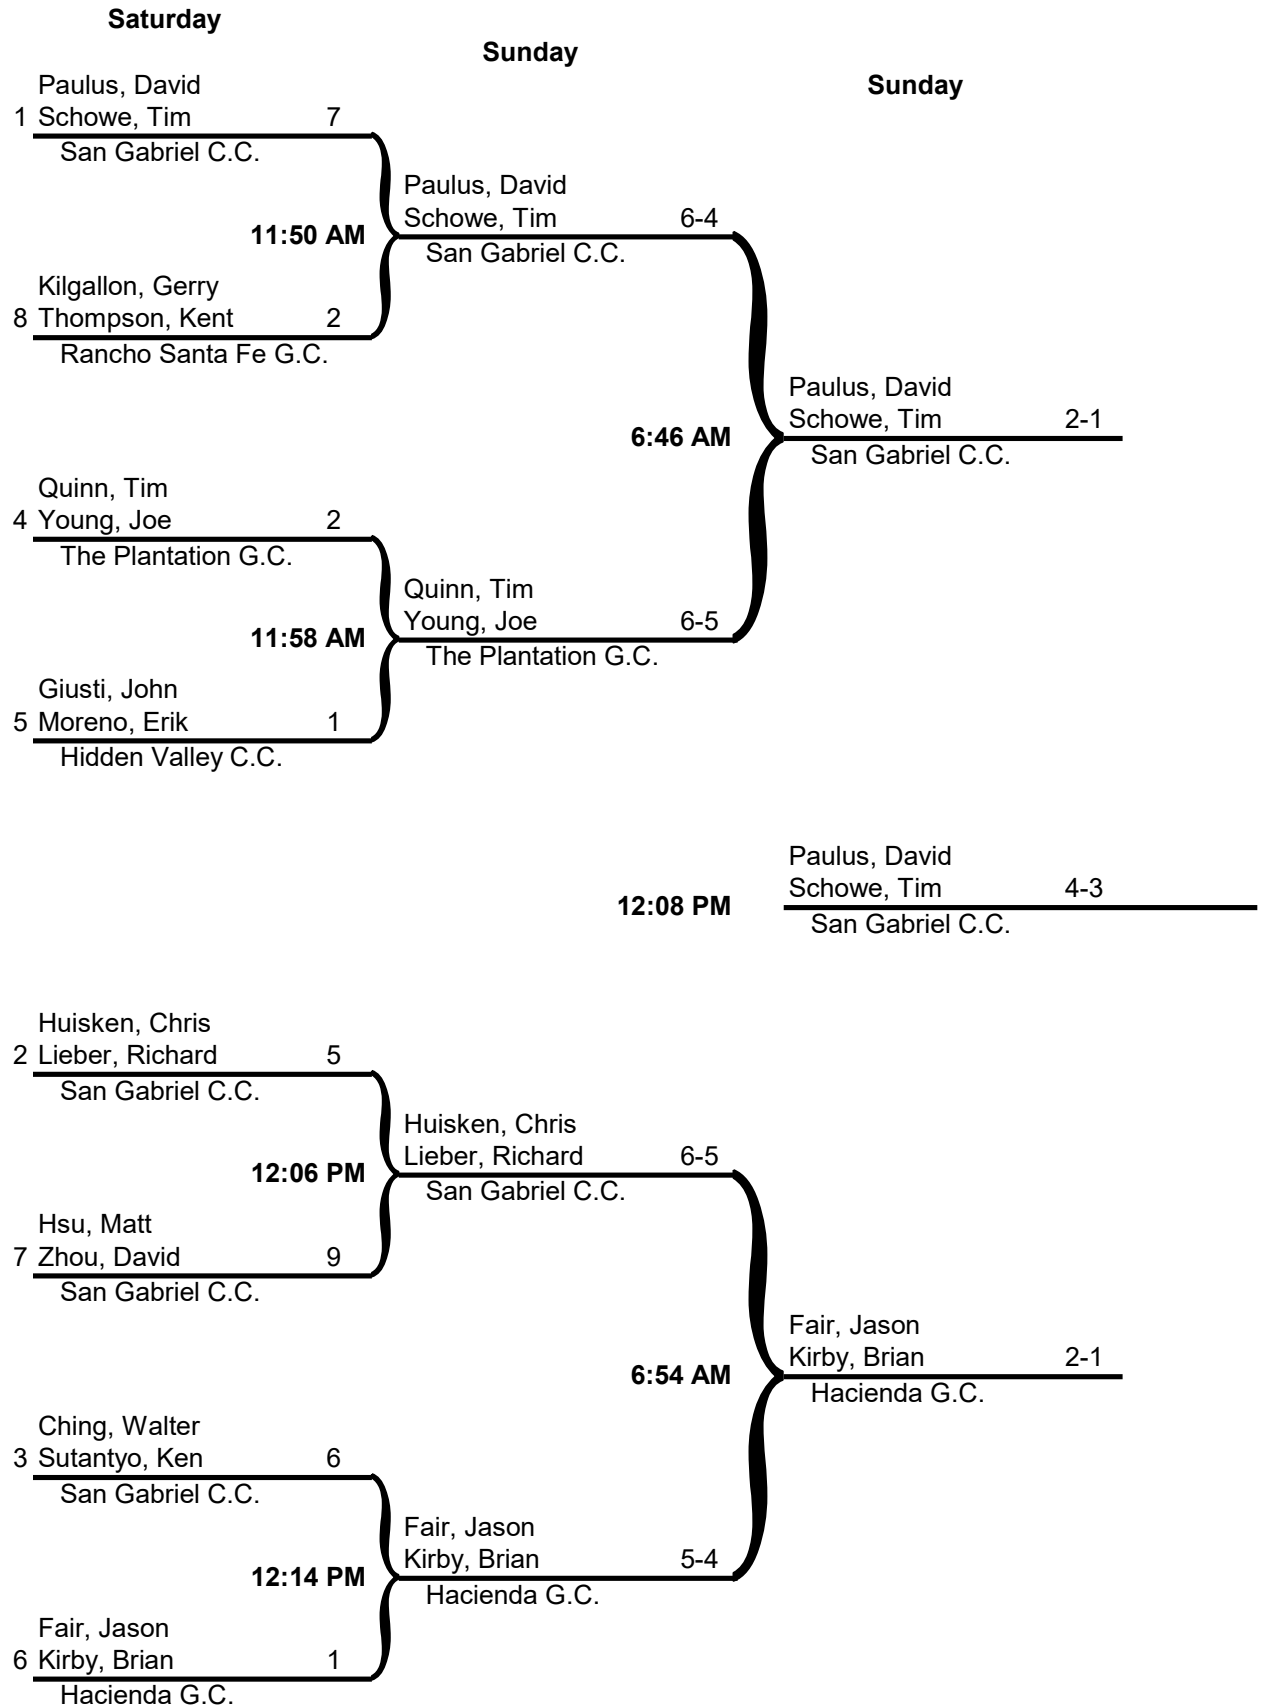 Saturday
Sunday
Sunday
Paulus, David
1 Schowe, Tim 7
San Gabriel C.C.
Paulus, David
Schowe, Tim 6-4
11:50 AM
San Gabriel C.C.
Kilgallon, Gerry
8 Thompson, Kent 2
Rancho Santa Fe G.C.
Paulus, David
Schowe, Tim 2-1
6:46 AM
San Gabriel C.C.
Quinn, Tim
4 Young, Joe 2
The Plantation G.C.
Quinn, Tim
Young, Joe 6-5
11:58 AM
The Plantation G.C.
Giusti, John
5 Moreno, Erik 1
Hidden Valley C.C.
Paulus, David
Schowe, Tim 4-3
12:08 PM
San Gabriel C.C.
Huisken, Chris
2 Lieber, Richard 5
San Gabriel C.C.
Huisken, Chris
Lieber, Richard 6-5
12:06 PM
San Gabriel C.C.
Hsu, Matt
7 Zhou, David 9
San Gabriel C.C.
Fair, Jason
Kirby, Brian 2-1
6:54 AM
Hacienda G.C.
Ching, Walter
3 Sutantyo, Ken 6
San Gabriel C.C.
Fair, Jason
Kirby, Brian 5-4
12:14 PM
Hacienda G.C.
Fair, Jason
6 Kirby, Brian 1
Hacienda G.C.